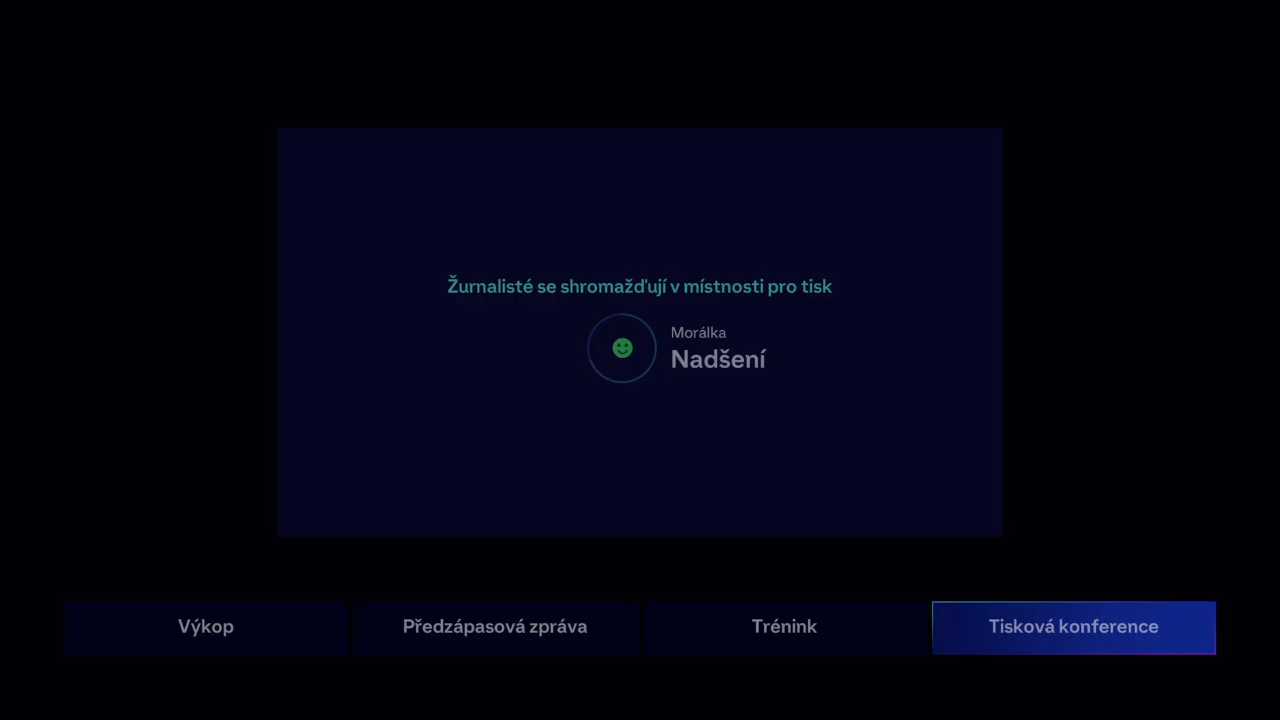 Žurnalisté se shromažďují v místnosti pro tisk
Morálka
Nadšení
Výkop
Předzápasová zpráva
Trénink
Tisková konference